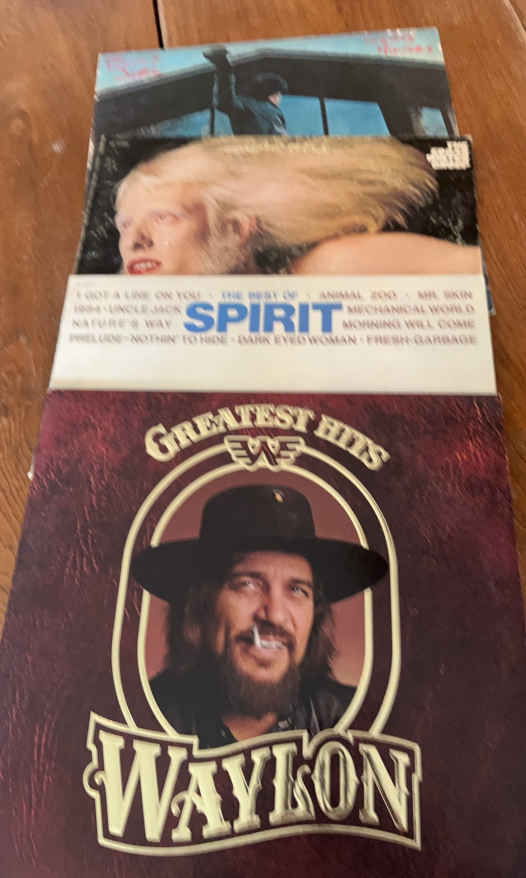 I GOT A LINE ON YOU · THE BEST OF · ANIMAL ZOO · MR. SKIN
1984 · UNCLE JACK SPIRIT MECHANICAL WORLD
NATURE'S WAY MORNING WILL COME
PRELUDE-NOTHIN' TO HIDE · DARK EYED WOMAN · FRESH-GARBAGE
GREATEST HITS
WAYLON